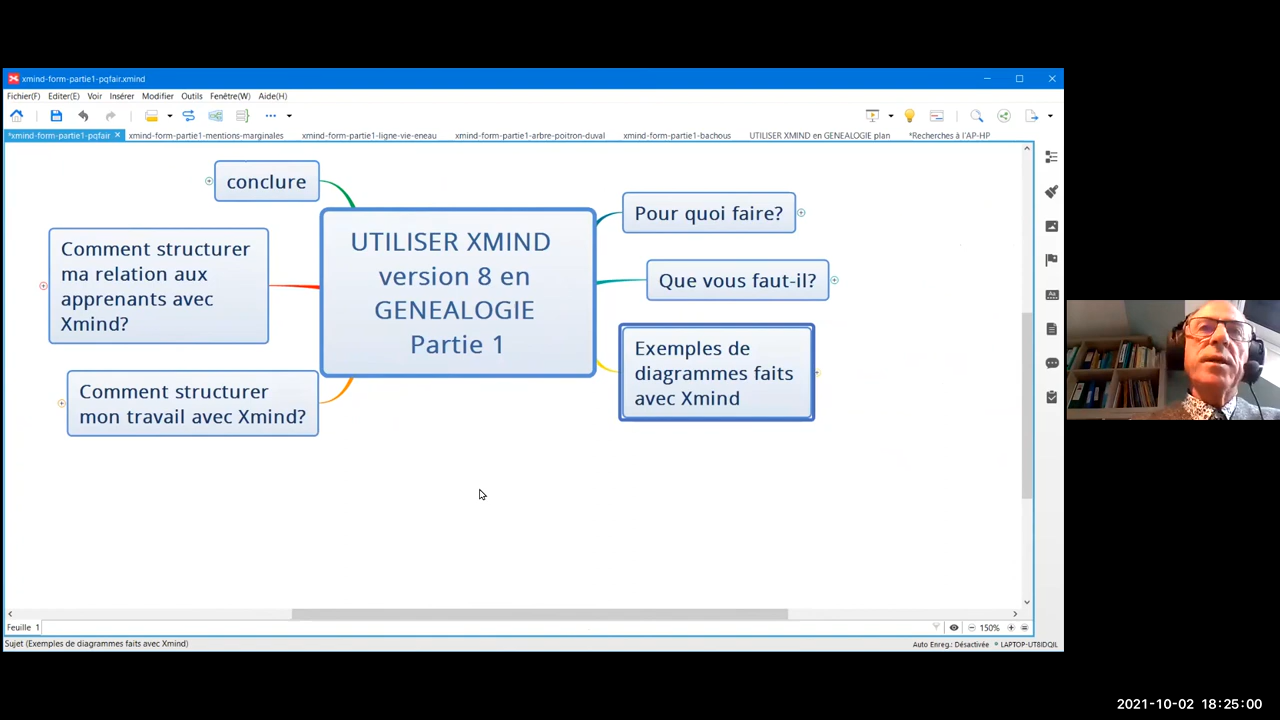 xmind-form-partie1-pqfair.xmind
Fichier(F) Editer(E) Voir Insérer Modifier Outils Fenêtre(W) Aide(H)
*xmind-form-partie1-pqfair xmind-form-partie1-mentions-marginales xmind-form-partie1-ligne-vie-eneau xmind-form-partie1-arbre-poitron-duval xmind-form-partie1-bachous UTILISER XMIND en GENEALOGIE plan *Recherches à l'AP-HP
conclure
Comment structurer
ma relation aux
apprenants avec
Xmind?
Comment structurer
mon travail avec Xmind?
UTILISER XMIND
version 8 en
GENEALOGIE
Partie 1
Pour quoi faire?
Que vous faut-il?
Exemples de
diagrammes faits
avec Xmind
Feuille 1
150%
Sujet (Exemples de diagrammes faits avec Xmind)
Auto Enreg.: Désactivée * LAPTOP-UT8IDQIL
2021-10-02 18:25:00